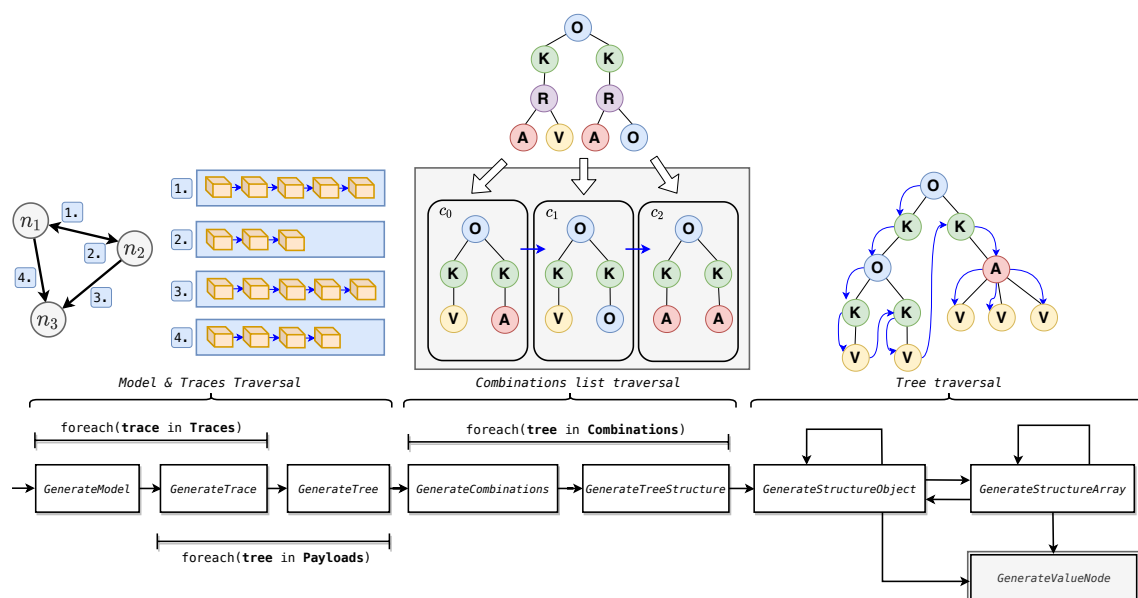 O
K K
R R
A V A O
1.
2.
3.
4.
n1
n2
n3
1.
2.
3.
4.
c0
O
K K
V A
c1
O
K K
V O
c2
O
K K
A A
O
K K
O A
K K V V V
V V
Model & Traces Traversal
Combinations list traversal
Tree traversal
foreach(trace in Traces)
foreach(tree in Combinations)
GenerateModel
GenerateTrace
GenerateTree
GenerateCombinations
GenerateTreeStructure
GenerateStructureObject
GenerateStructureArray
foreach(tree in Payloads)
GenerateValueNode